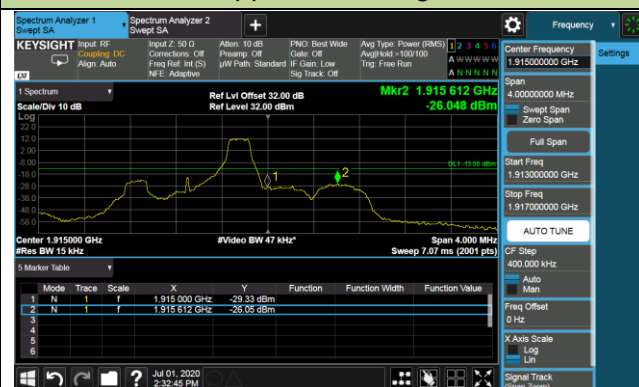 Spectrum Analyzer 1
Swept SA
Spectrum Analyzer 2
Swept SA
+
Frequency
KEYSIGHT
Input: RF
Coupling: DC
Align: Auto
Input Z: 50 Ω
Corrections: Off
Freq Ref: Int (S)
NFE: Adaptive
Atten: 10 dB
Preamp: Off
µW Path: Standard
PNO: Best Wide
Gate: Off
IF Gain: Low
Sig Track: Off
Avg Type: Power (RMS)
Avg|Hold:>100/100
Trig: Free Run
1 2 3 4 5 6
A W W W W W
A N N N N N
LXI
Center Frequency
1.915000000 GHz
Settings
Span
4.00000000 MHz
Swept Span
Zero Span
Full Span
Start Freq
1.913000000 GHz
Stop Freq
1.917000000 GHz
AUTO TUNE
CF Step
400.000 kHz
Auto
Man
Freq Offset
0 Hz
X Axis Scale
Log
Lin
Signal Track
(Span Zoom)
1 Spectrum
Scale/Div 10 dB
Ref Lvl Offset 32.00 dB
Ref Level 32.00 dBm
Mkr2 1.915 612 GHz
-26.048 dBm
Log
22.0
12.0
2.00
-8.00
-18.0
-28.0
-38.0
-48.0
-58.0
DL1 -13.00 dBm
1
2
Center 1.915000 GHz
#Video BW 47 kHz*
Span 4.000 MHz
#Res BW 15 kHz
Sweep 7.07 ms (2001 pts)
5 Marker Table
Mode Trace Scale X Y Function Function Width Function Value
1 N 1 f 1.915 000 GHz -29.33 dBm
2 N 1 f 1.915 612 GHz -26.05 dBm
3
4
5
6
?
Jul 01, 2020
2:32:45 PM